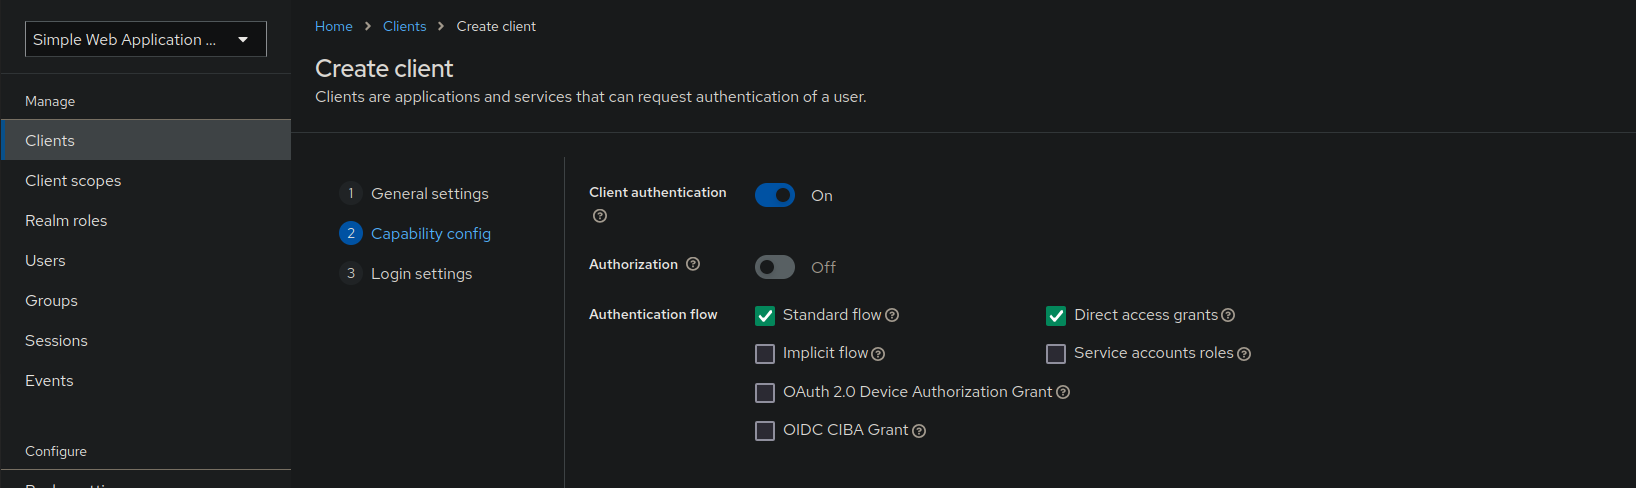 Simple Web Application ...
Manage
Clients
Client scopes
Realm roles
Users
Groups
Sessions
Events
Configure
Home > Clients > Create client
Create client
Clients are applications and services that can request authentication of a user.
1 General settings
2 Capability config
3 Login settings
Client authentication ? On
Authorization ? Off
Authentication flow
Standard flow ? Direct access grants ?
Implicit flow ? Service accounts roles ?
OAuth 2.0 Device Authorization Grant ?
OIDC CIBA Grant ?